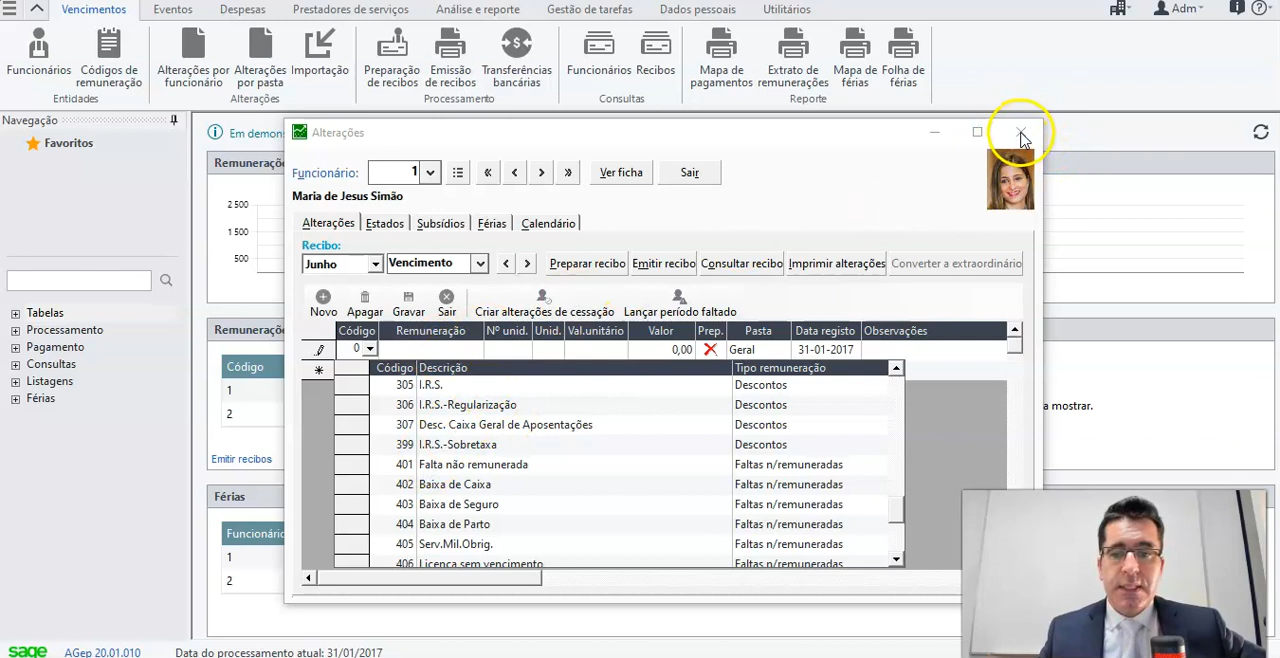 Vencimentos Eventos Despesas Prestadores de serviços Análise e reporte Gestão de tarefas Dados pessoais Utilitários Adm
Funcionários Códigos de remuneração Alterações por funcionário Alterações por pasta Importação Preparação de recibos Emissão de recibos Transferências bancárias Funcionários Recibos Mapa de pagamentos Extrato de remunerações Mapa de férias Folha de férias
Entidades Alterações Processamento Consultas Reporte
Navegação
Favoritos
Tabelas
Processamento
Pagamento
Consultas
Listagens
Férias
Em demons
Remuneraçõe
2 500
1 500
500
Remuneraçõe
Código
1
2
a mostrar.
Emitir recibos
Férias
Funcionário
1
2
Alterações
Funcionário: 1 Ver ficha Sair
Maria de Jesus Simão
Alterações Estados Subsídios Férias Calendário
Recibo:
Junho Vencimento Preparar recibo Emitir recibo Consultar recibo Imprimir alterações Converter a extraordinário
Novo Apagar Gravar Sair Criar alterações de cessação Lançar período faltado
Código Remuneração Nº unid. Unid. Val.unitário Valor Prep. Pasta Data registo Observações
0 0,00 Geral 31-01-2017
Código Descrição Tipo remuneração
305 I.R.S. Descontos
306 I.R.S.-Regularização Descontos
307 Desc. Caixa Geral de Aposentações Descontos
399 I.R.S.-Sobretaxa Descontos
401 Falta não remunerada Faltas n/remuneradas
402 Baixa de Caixa Faltas n/remuneradas
403 Baixa de Seguro Faltas n/remuneradas
404 Baixa de Parto Faltas n/remuneradas
405 Serv.Mil.Obrig. Faltas n/remuneradas
406 Licença sem vencimento Faltas n/remuneradas
sage AGep 20.01.010 Data do processamento atual: 31/01/2017